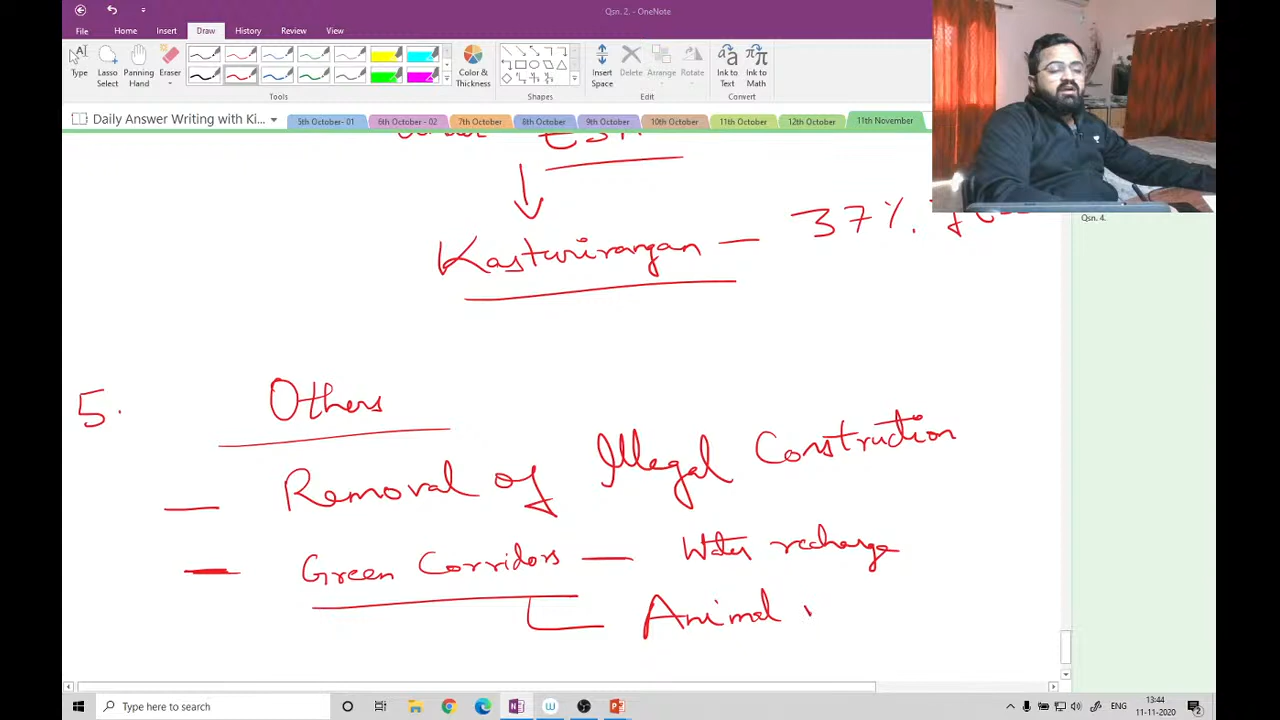 Qsn. 2. - OneNote
File Home Insert Draw History Review View
Type Lasso Select Panning Hand Eraser Color & Thickness Insert Space Delete Arrange Rotate Ink to Text Ink to Math
Tools Shapes Edit Convert
Daily Answer Writing with Ki... 5th October- 01 6th October - 02 7th October 8th October 9th October 10th October 11th October 12th October 11th November
Qsn. 4.
Kasturirangan — 37%.
5. Others
— Removal of Illegal Construction
— Green Corridors — Water recharge
Animal
Type here to search
ENG 13:44
11-11-2020
2